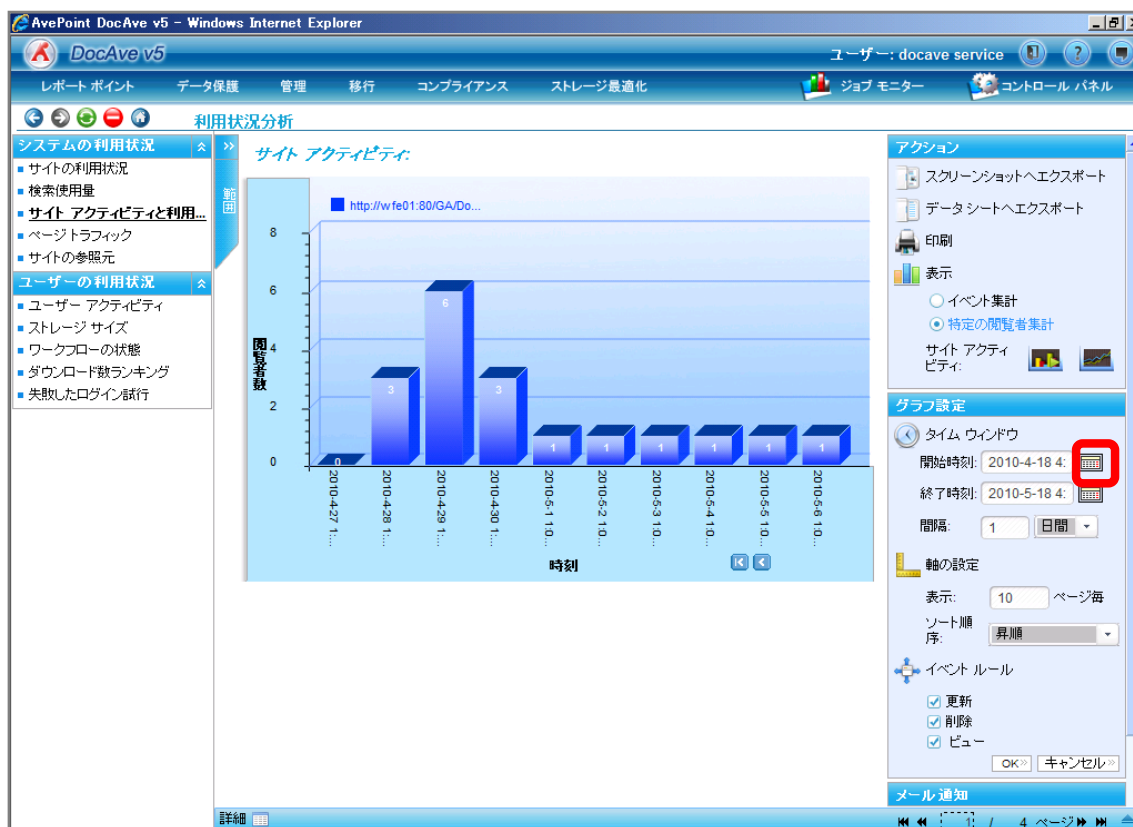 AvePoint DocAve v5 - Windows Internet Explorer
DocAve v5
ユーザー: docave service
レポート ポイント データ保護 管理 移行 コンプライアンス ストレージ最適化 ジョブ モニター コントロール パネル
利用状況分析
システムの利用状況
サイトの利用状況
検索使用量
サイト アクティビティと利用...
ページトラフィック
サイトの参照元
ユーザーの利用状況
ユーザー アクティビティ
ストレージ サイズ
ワークフローの状態
ダウンロード数ランキング
失敗したログイン試行
範囲
サイト アクティビティ:
http://wfe01:80/GA/Do...
8
6
4
2
0
閲覧者数
0 3 6 3 1 1 1 1 1 1
2010-4-27 1:...
2010-4-28 1:...
2010-4-29 1:...
2010-4-30 1:...
2010-5-1 1:0...
2010-5-2 1:0...
2010-5-3 1:0...
2010-5-4 1:0...
2010-5-5 1:0...
2010-5-6 1:0...
時刻
アクション
スクリーンショットへエクスポート
データ シートへエクスポート
印刷
表示
イベント集計
特定の閲覧者集計
サイト アクティ
ビティ:
グラフ設定
タイム ウィンドウ
開始時刻: 2010-4-18 4:
終了時刻: 2010-5-18 4:
間隔: 1 日間
軸の設定
表示: 10 ページ毎
ソート順
序: 昇順
イベント ルール
更新
削除
ビュー
OK キャンセル
メール通知
詳細
1 / 4 ページ